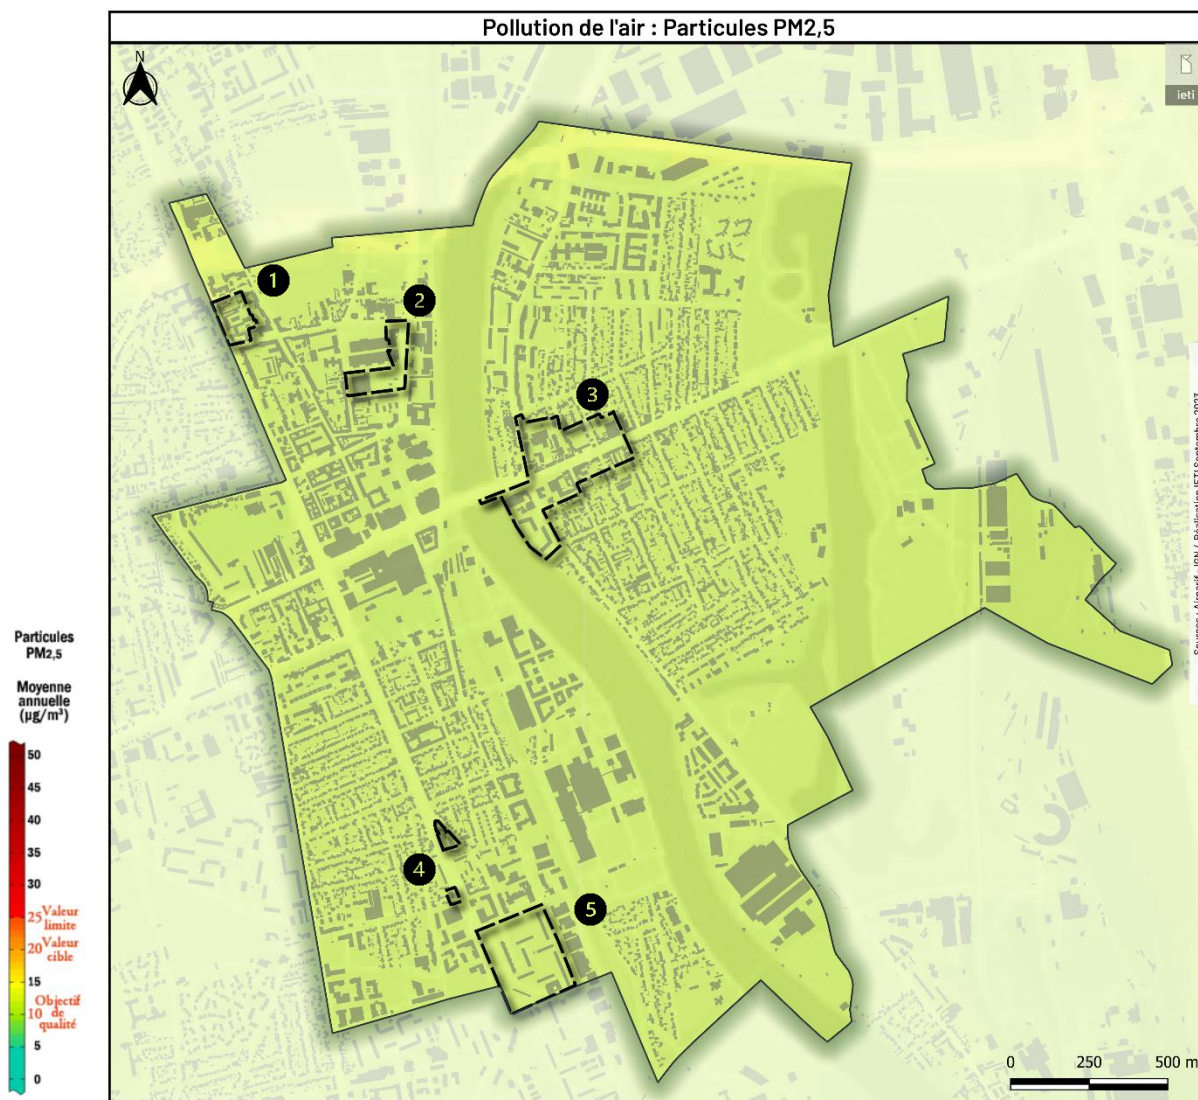 Pollution de l'air : Particules PM2,5
N
ieti
1
2
3
4
5
Particules
PM2,5
Moyenne
annuelle
(µg/m³)
50
45
40
35
30
25 Valeur
limite
20 Valeur
cible
15
Objectif
10 de
qualité
5
0
0 250 500 m